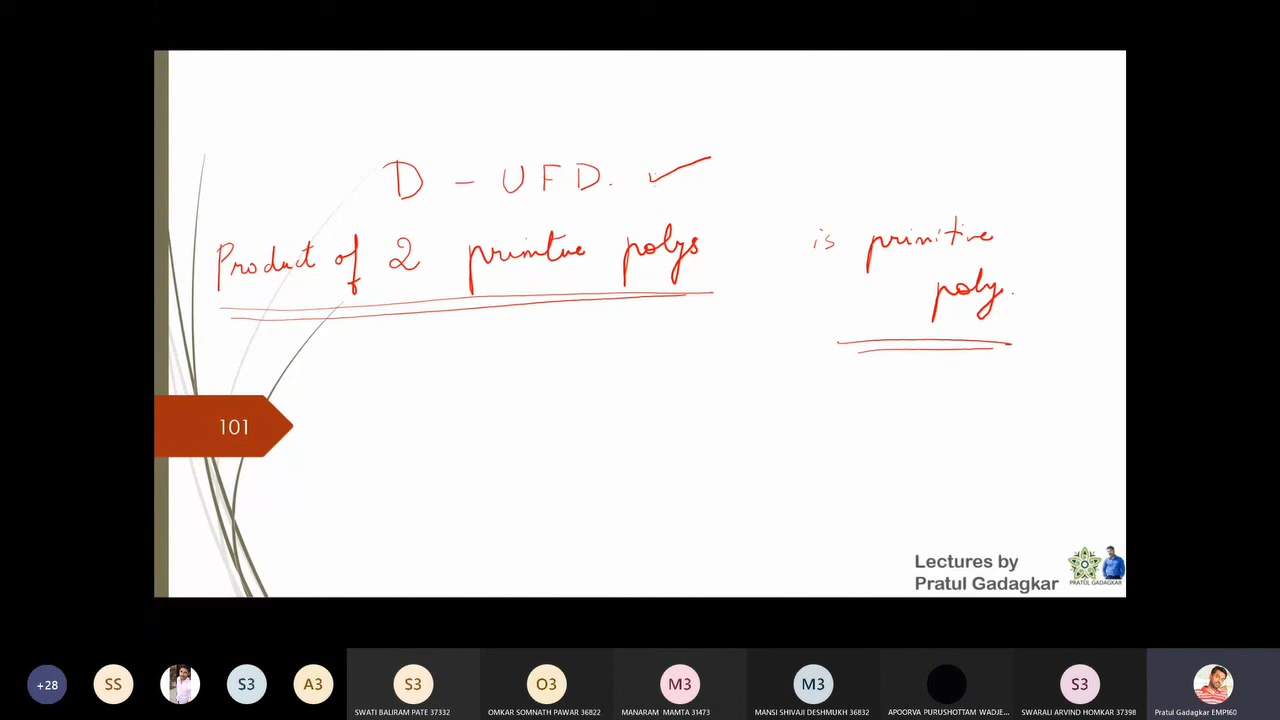 D - UFD. ✓
Product of 2 primitive polys is primitive
poly.
101
Lectures by
Pratul Gadagkar
PRATUL GADAGKAR
+28
SS
S3
A3
S3
O3
M3
M3
S3
SWATI BALIRAM PATE 37332
OMKAR SOMNATH PAWAR 36822
MANARAM MAMTA 31473
MANSI SHIVAJI DESHMUKH 36832
APOORVA PURUSHOTTAM WADJE...
SWARALI ARVIND HOMKAR 37398
Pratul Gadagkar EMPI60